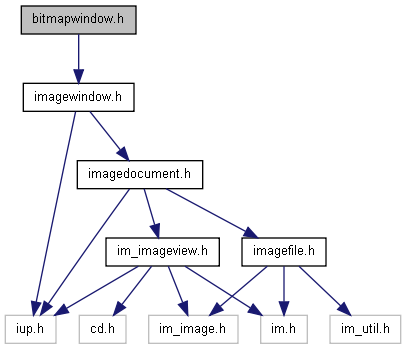 bitmapwindow.h
imagewindow.h
imagedocument.h
im_imageview.h
imagefile.h
iup.h
cd.h
im_image.h
im.h
im_util.h